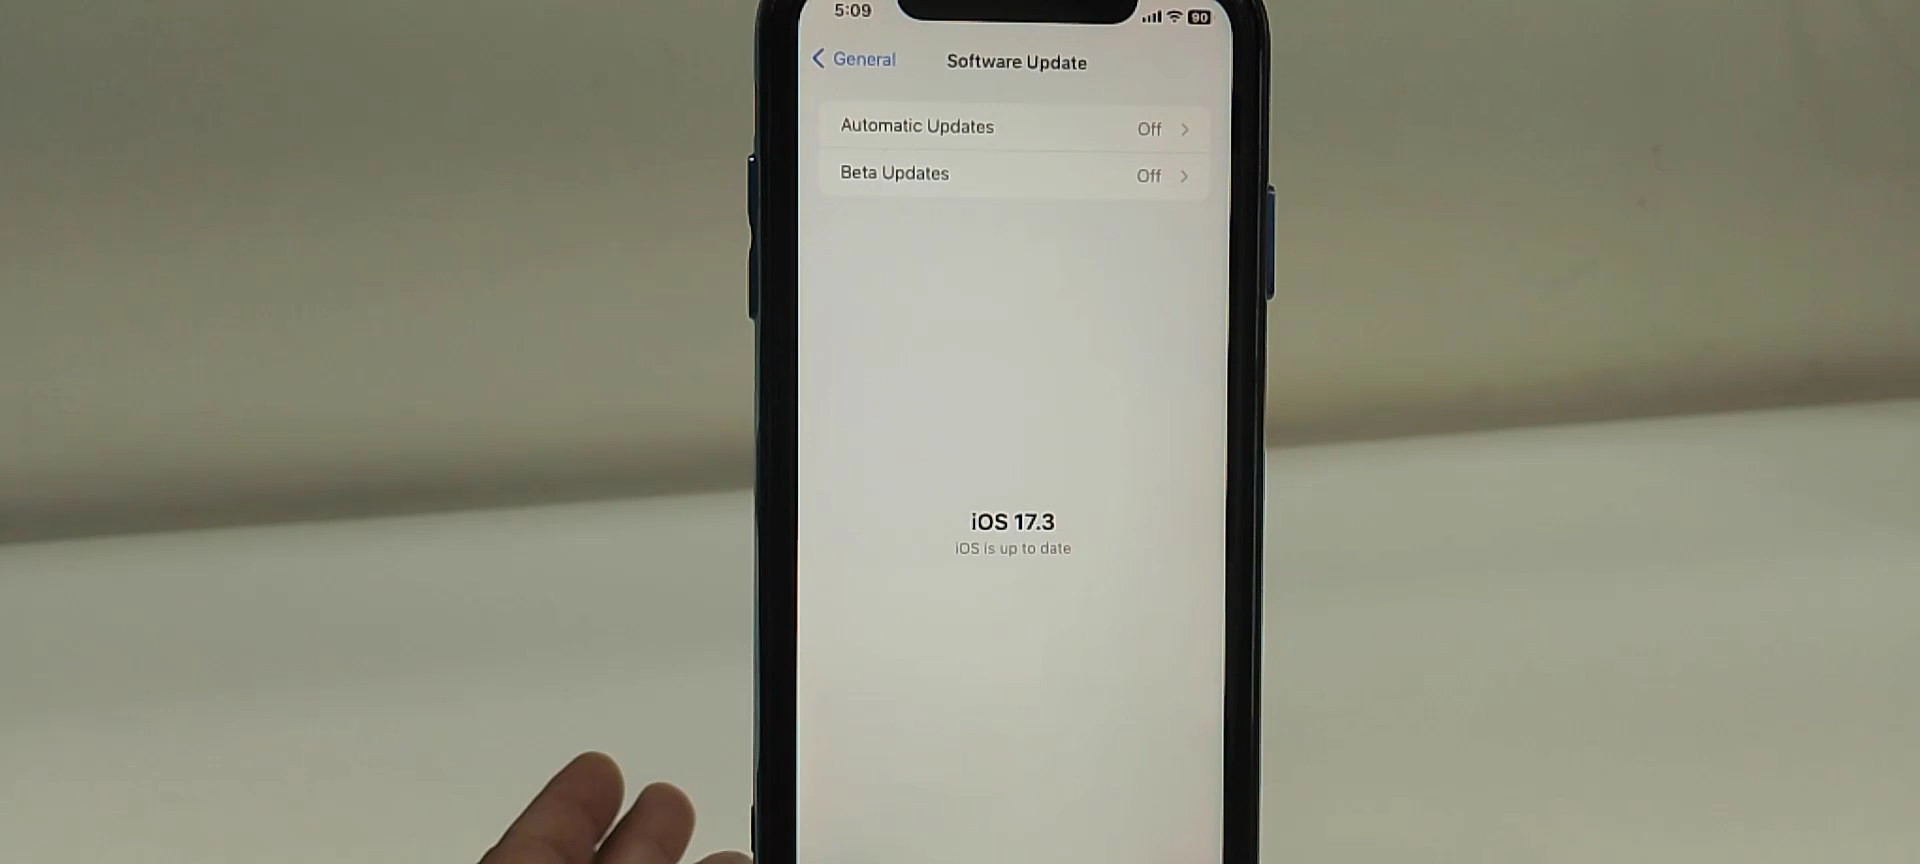 5:09
90
General
Software Update
Automatic Updates Off
Beta Updates Off
iOS 17.3
iOS is up to date